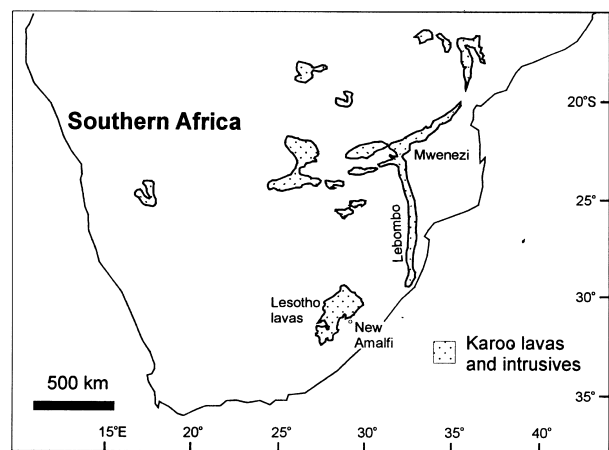 20°S
Southern Africa
Mwenezi
25°
Lebombo
Lesotho
lavas
30°
New
Amalfi
Karoo lavas
and intrusives
500 km
35°
15°E
20°
25°
30°
35°
40°